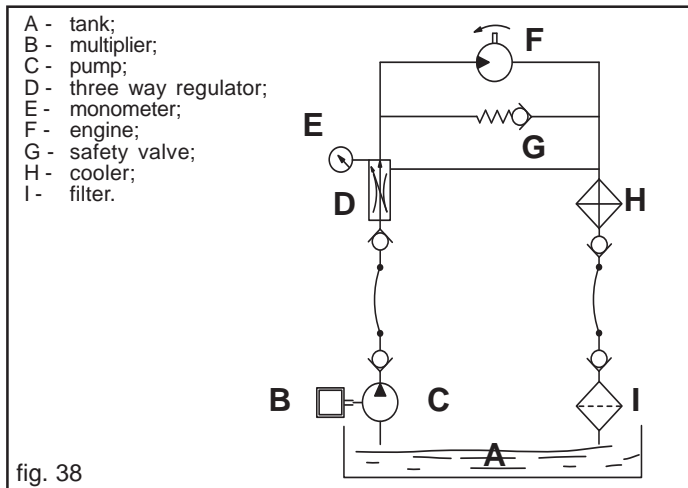 A - tank;
B - multiplier;
C - pump;
D - three way regulator;
E - monometer;
F - engine;
G - safety valve;
H - cooler;
I - filter.
F
E
G
D
H
B
C
I
A
fig. 38